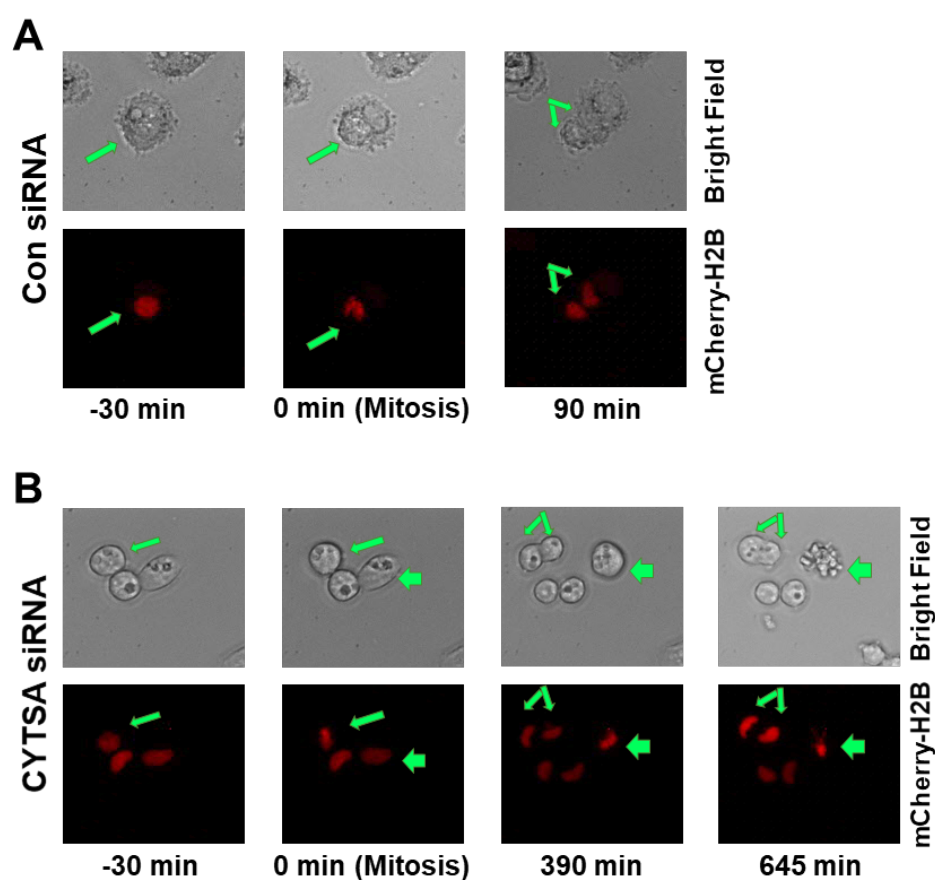 A
Con siRNA
Bright Field
mCherry-H2B
-30 min
0 min (Mitosis)
90 min
B
CYTSA siRNA
Bright Field
mCherry-H2B
-30 min
0 min (Mitosis)
390 min
645 min